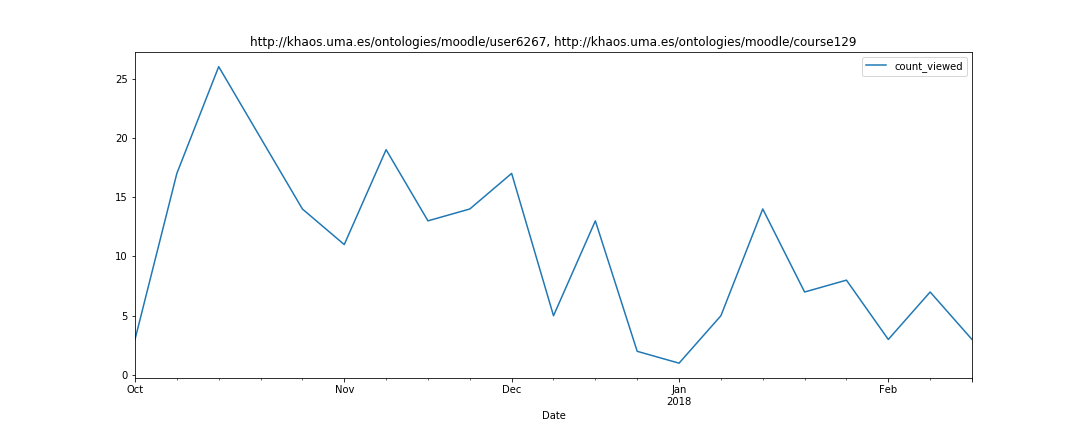 http://khaos.uma.es/ontologies/moodle/user6267, http://khaos.uma.es/ontologies/moodle/course129
count_viewed
25
20
15
10
5
0
Oct Nov Dec Jan Feb
2018
Date